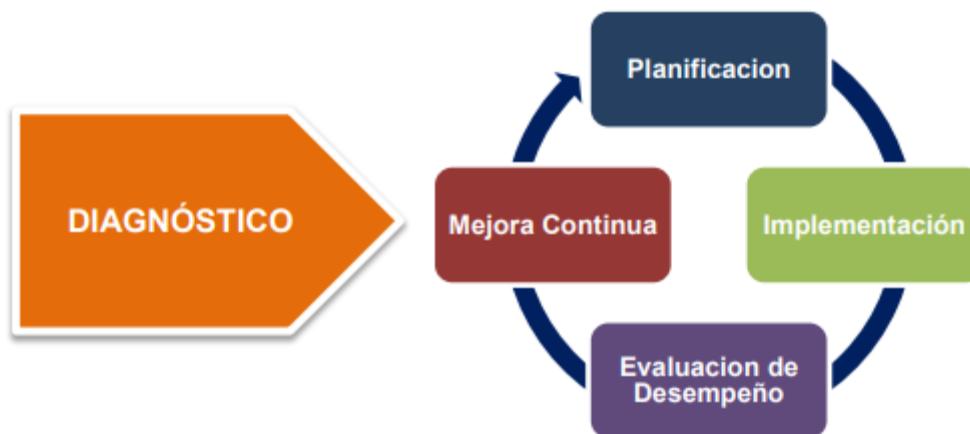 DIAGNÓSTICO
Planificacion
Mejora Continua
Implementación
Evaluacion de
Desempeño